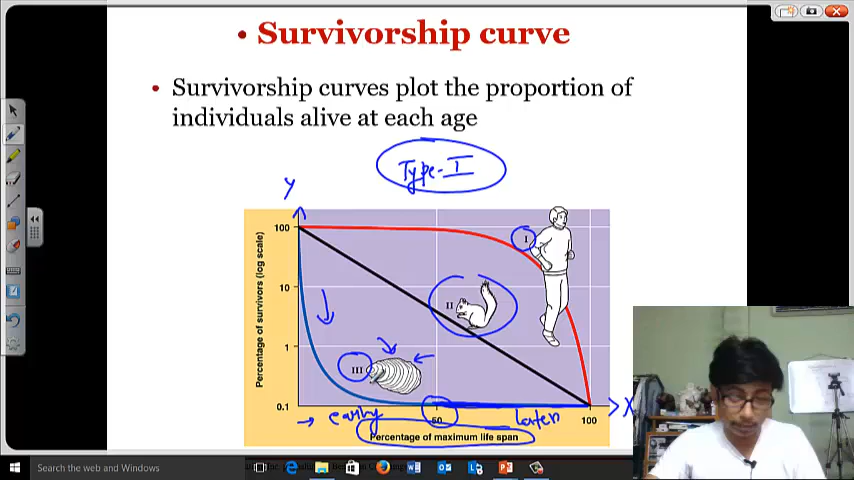 • Survivorship curve
• Survivorship curves plot the proportion of
individuals alive at each age
Type-I
Y
100
10
1
0.1
Percentage of survivors (log scale)
I
II
III
50
100
X
→ early
later
Percentage of maximum life span
Search the web and Windows